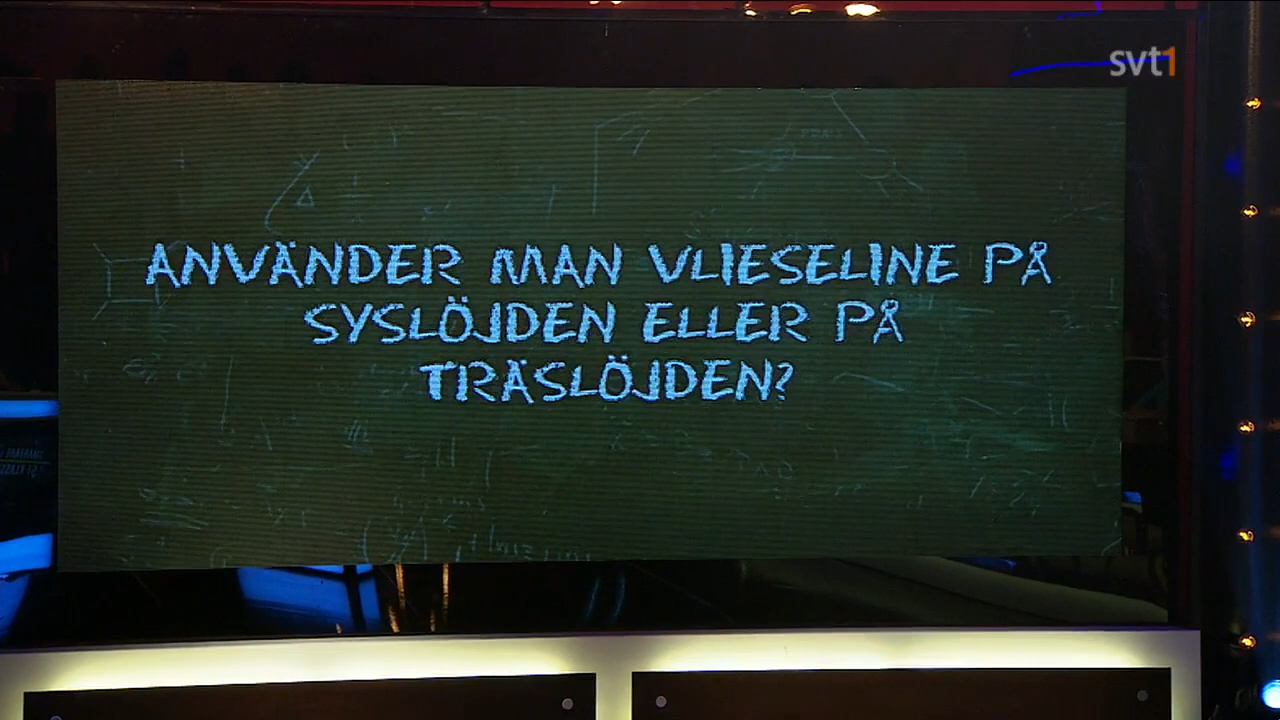 svt1
ANVÄNDER MAN VLIESELINE PÅ
SYSLÖJDEN ELLER PÅ
TRÄSLÖJDEN?